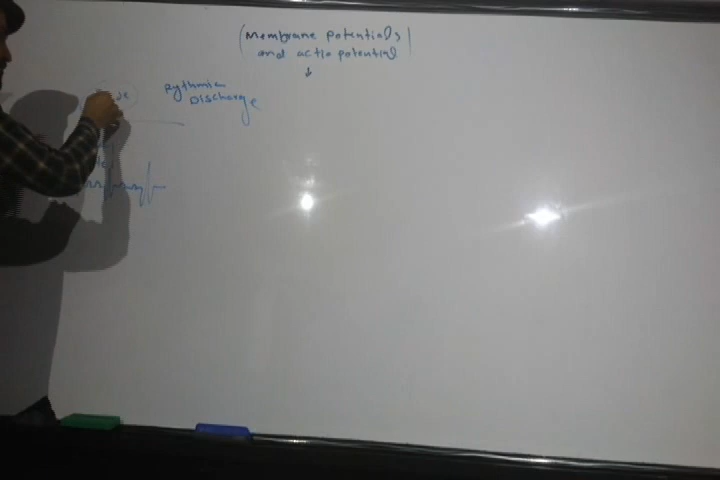 (Membrane potentials)
and actio potential
Rythmic
Discharge